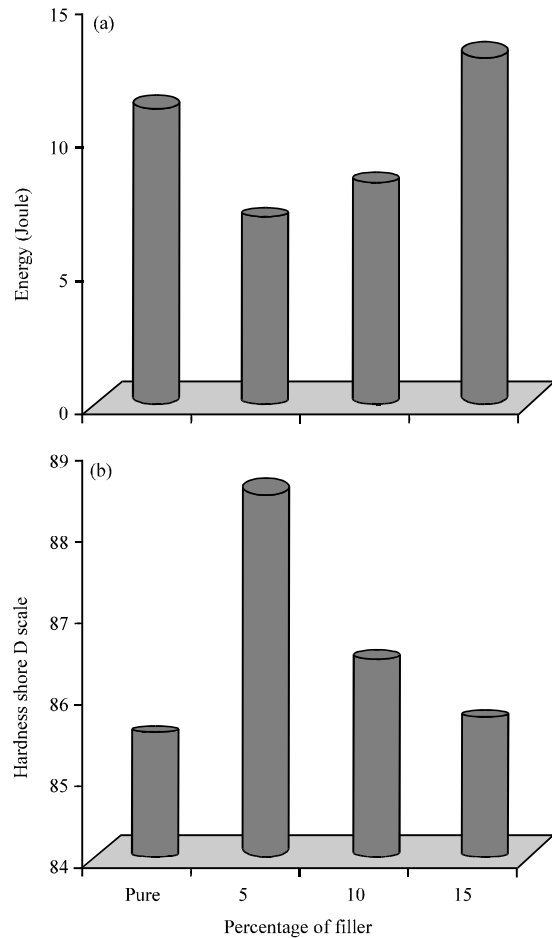 (a)
15
10
5
0
Energy (Joule)
(b)
89
88
87
86
85
84
Hardness shore D scale
Pure 5 10 15
Percentage of filler